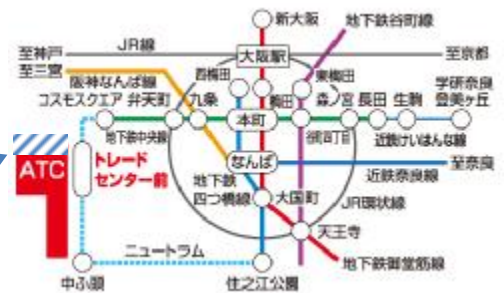 新大阪
地下鉄谷町線
至神戸
JR線
大阪駅
至京都
至三宮
西梅田
東梅田
阪神なんば線
梅田
学研奈良
登美ヶ丘
コスモスクエア
弁天町
九条
森ノ宮
長田
生駒
本町
地下鉄中央線
谷町四丁目
近鉄けいはんな線
ATC
トレード
センター前
なんば
至奈良
近鉄奈良線
地下鉄
四つ橋線
大国町
JR環状線
天王寺
ニュートラム
地下鉄御堂筋線
中ふ頭
住之江公園